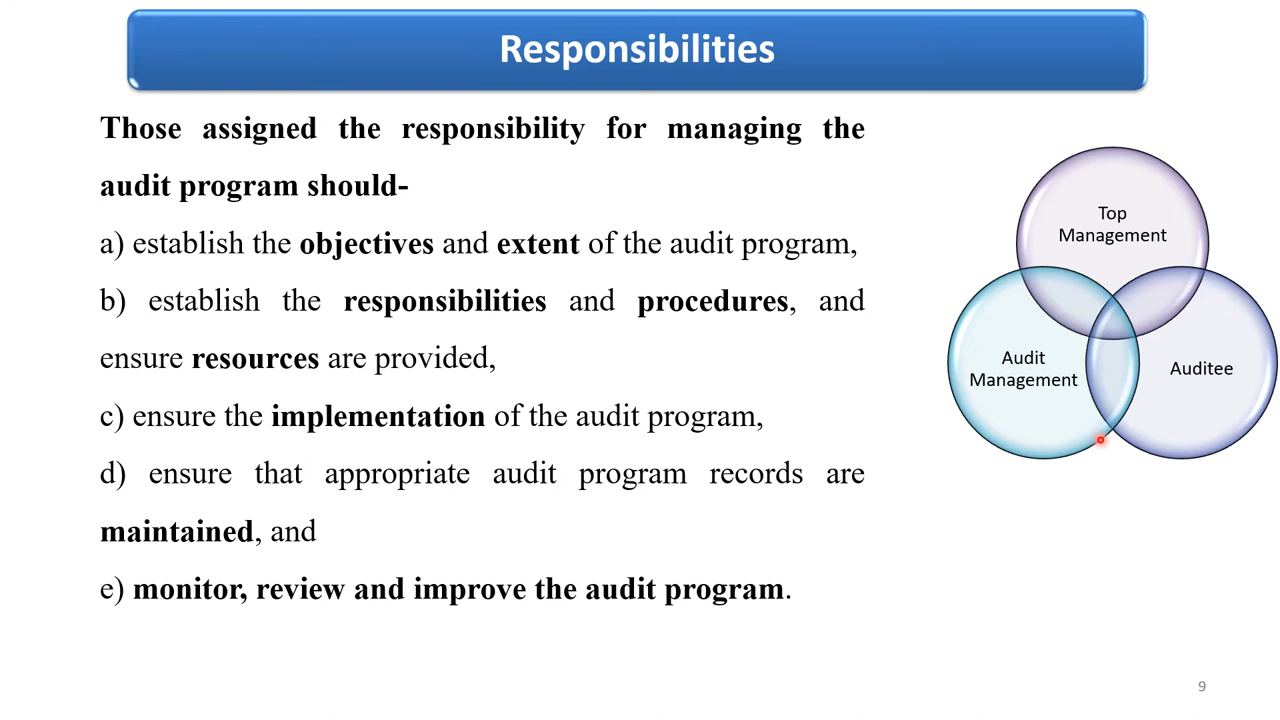 Responsibilities
Those assigned the responsibility for managing the
audit program should-
a) establish the objectives and extent of the audit program,
b) establish the responsibilities and procedures, and
ensure resources are provided,
c) ensure the implementation of the audit program,
d) ensure that appropriate audit program records are
maintained, and
e) monitor, review and improve the audit program.
Top
Management
Audit
Management
Auditee
9